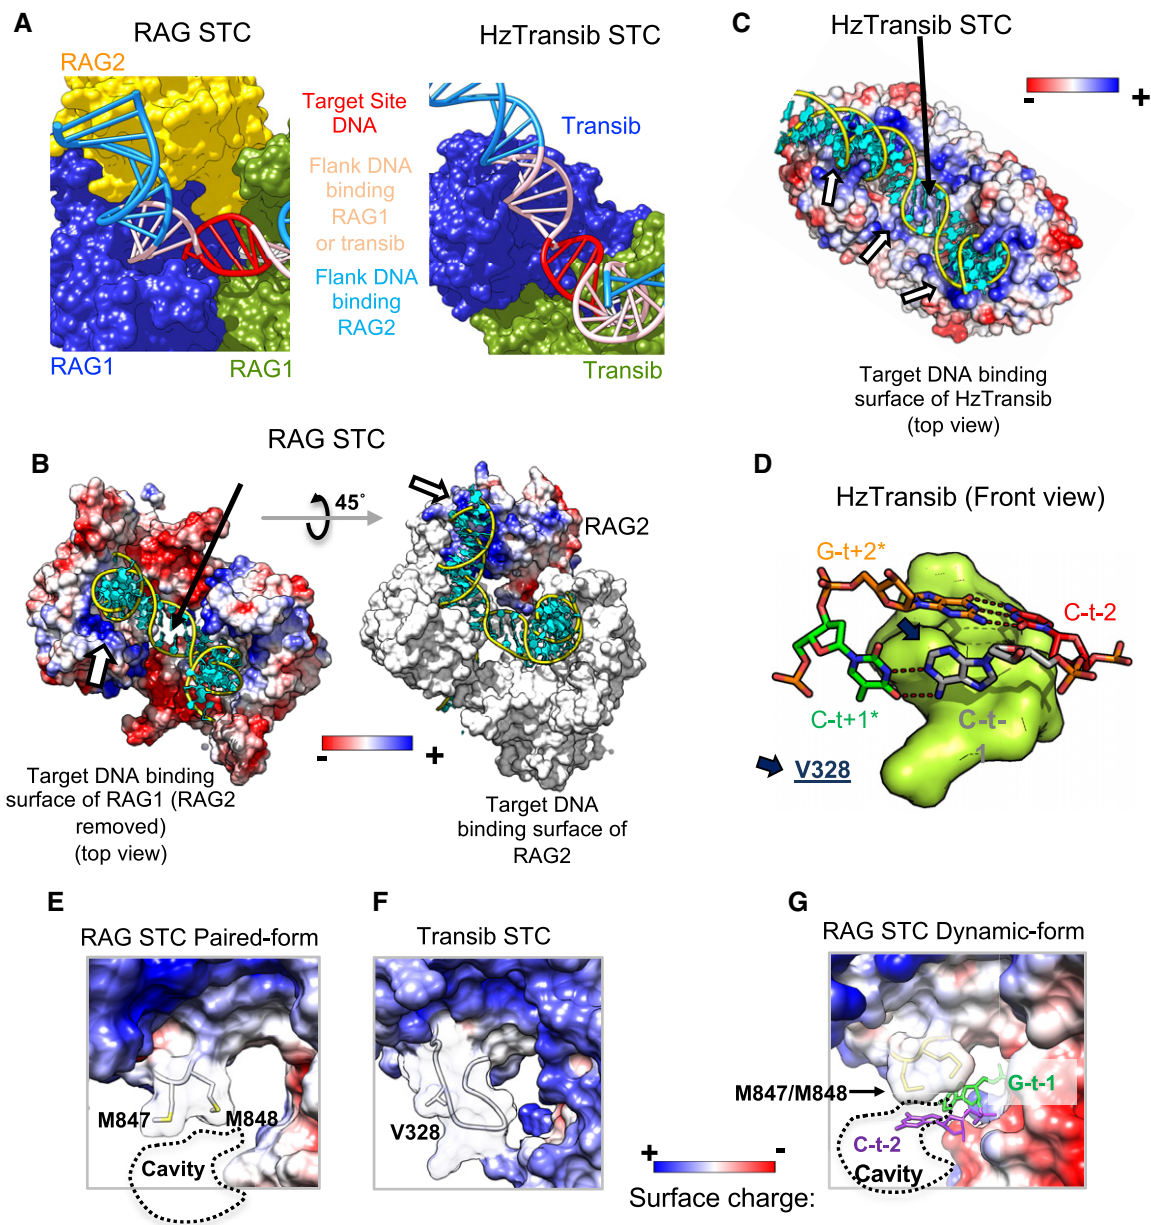 A
RAG STC
RAG2
RAG1
RAG1
Target Site
DNA
Flank DNA
binding
RAG1
or transib
Flank DNA
binding
RAG2
HzTransib STC
Transib
Transib
C
HzTransib STC
- +
Target DNA binding
surface of HzTransib
(top view)
RAG STC
B
45°
RAG2
- +
Target DNA binding
surface of RAG1 (RAG2
removed)
(top view)
Target DNA
binding surface of
RAG2
D
HzTransib (Front view)
G-t+2*
C-t-2
C-t+1*
C-t-
1
V328
E
RAG STC Paired-form
M847
M848
Cavity
F
Transib STC
V328
G
RAG STC Dynamic-form
M847/M848
G-t-1
C-t-2
Cavity
+ -
Surface charge: